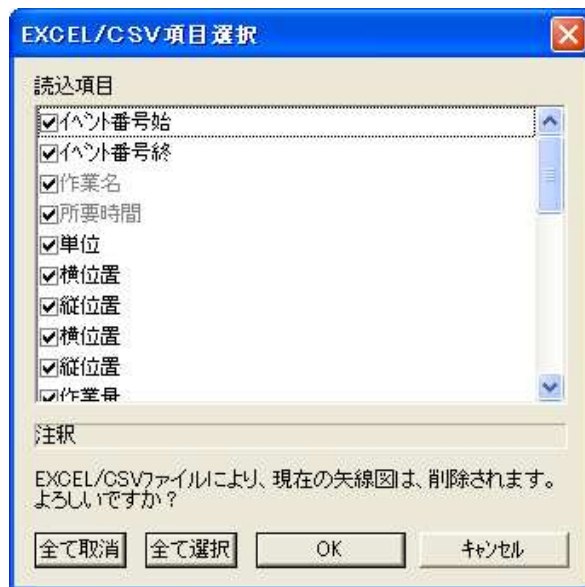 EXCEL/CSV項目選択
読込項目
イベント番号始
イベント番号終
作業名
所要時間
単位
横位置
縦位置
横位置
縦位置
作業量
注釈
EXCEL/CSVファイルにより、現在の矢線図は、削除されます。
よろしいですか？
全て取消 全て選択 OK キャンセル